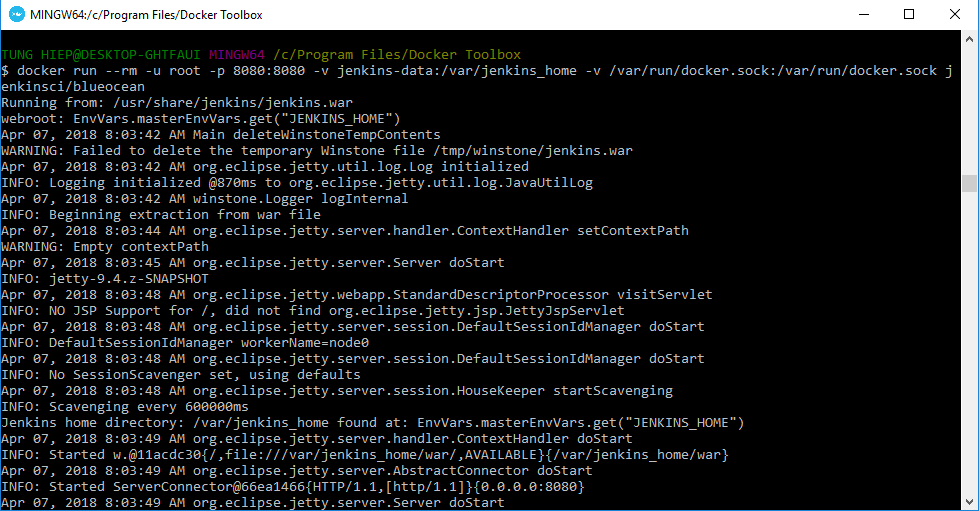 MINGW64:/c/Program Files/Docker Toolbox
TUNG HIEP@DESKTOP-GHTFAUI MINGW64 /c/Program Files/Docker Toolbox
$ docker run --rm -u root -p 8080:8080 -v jenkins-data:/var/jenkins_home -v /var/run/docker.sock:/var/run/docker.sock j
enkinsci/blueocean
Running from: /usr/share/jenkins/jenkins.war
webroot: EnvVars.masterEnvVars.get("JENKINS_HOME")
Apr 07, 2018 8:03:42 AM Main deleteWinstoneTempContents
WARNING: Failed to delete the temporary Winstone file /tmp/winstone/jenkins.war
Apr 07, 2018 8:03:42 AM org.eclipse.jetty.util.log.Log initialized
INFO: Logging initialized @870ms to org.eclipse.jetty.util.log.JavaUtilLog
Apr 07, 2018 8:03:42 AM winstone.Logger logInternal
INFO: Beginning extraction from war file
Apr 07, 2018 8:03:44 AM org.eclipse.jetty.server.handler.ContextHandler setContextPath
WARNING: Empty contextPath
Apr 07, 2018 8:03:45 AM org.eclipse.jetty.server.Server doStart
INFO: jetty-9.4.z-SNAPSHOT
Apr 07, 2018 8:03:48 AM org.eclipse.jetty.webapp.StandardDescriptorProcessor visitServlet
INFO: NO JSP Support for /, did not find org.eclipse.jetty.jsp.JettyJspServlet
Apr 07, 2018 8:03:48 AM org.eclipse.jetty.server.session.DefaultSessionIdManager doStart
INFO: DefaultSessionIdManager workerName=node0
Apr 07, 2018 8:03:48 AM org.eclipse.jetty.server.session.DefaultSessionIdManager doStart
INFO: No SessionScavenger set, using defaults
Apr 07, 2018 8:03:48 AM org.eclipse.jetty.server.session.HouseKeeper startScavenging
INFO: Scavenging every 600000ms
Jenkins home directory: /var/jenkins_home found at: EnvVars.masterEnvVars.get("JENKINS_HOME")
Apr 07, 2018 8:03:49 AM org.eclipse.jetty.server.handler.ContextHandler doStart
INFO: Started w.@11acdc30{/,file:///var/jenkins_home/war/,AVAILABLE}{/var/jenkins_home/war}
Apr 07, 2018 8:03:49 AM org.eclipse.jetty.server.AbstractConnector doStart
INFO: Started ServerConnector@66ea1466{HTTP/1.1,[http/1.1]}{0.0.0.0:8080}
Apr 07, 2018 8:03:49 AM org.eclipse.jetty.server.Server doStart